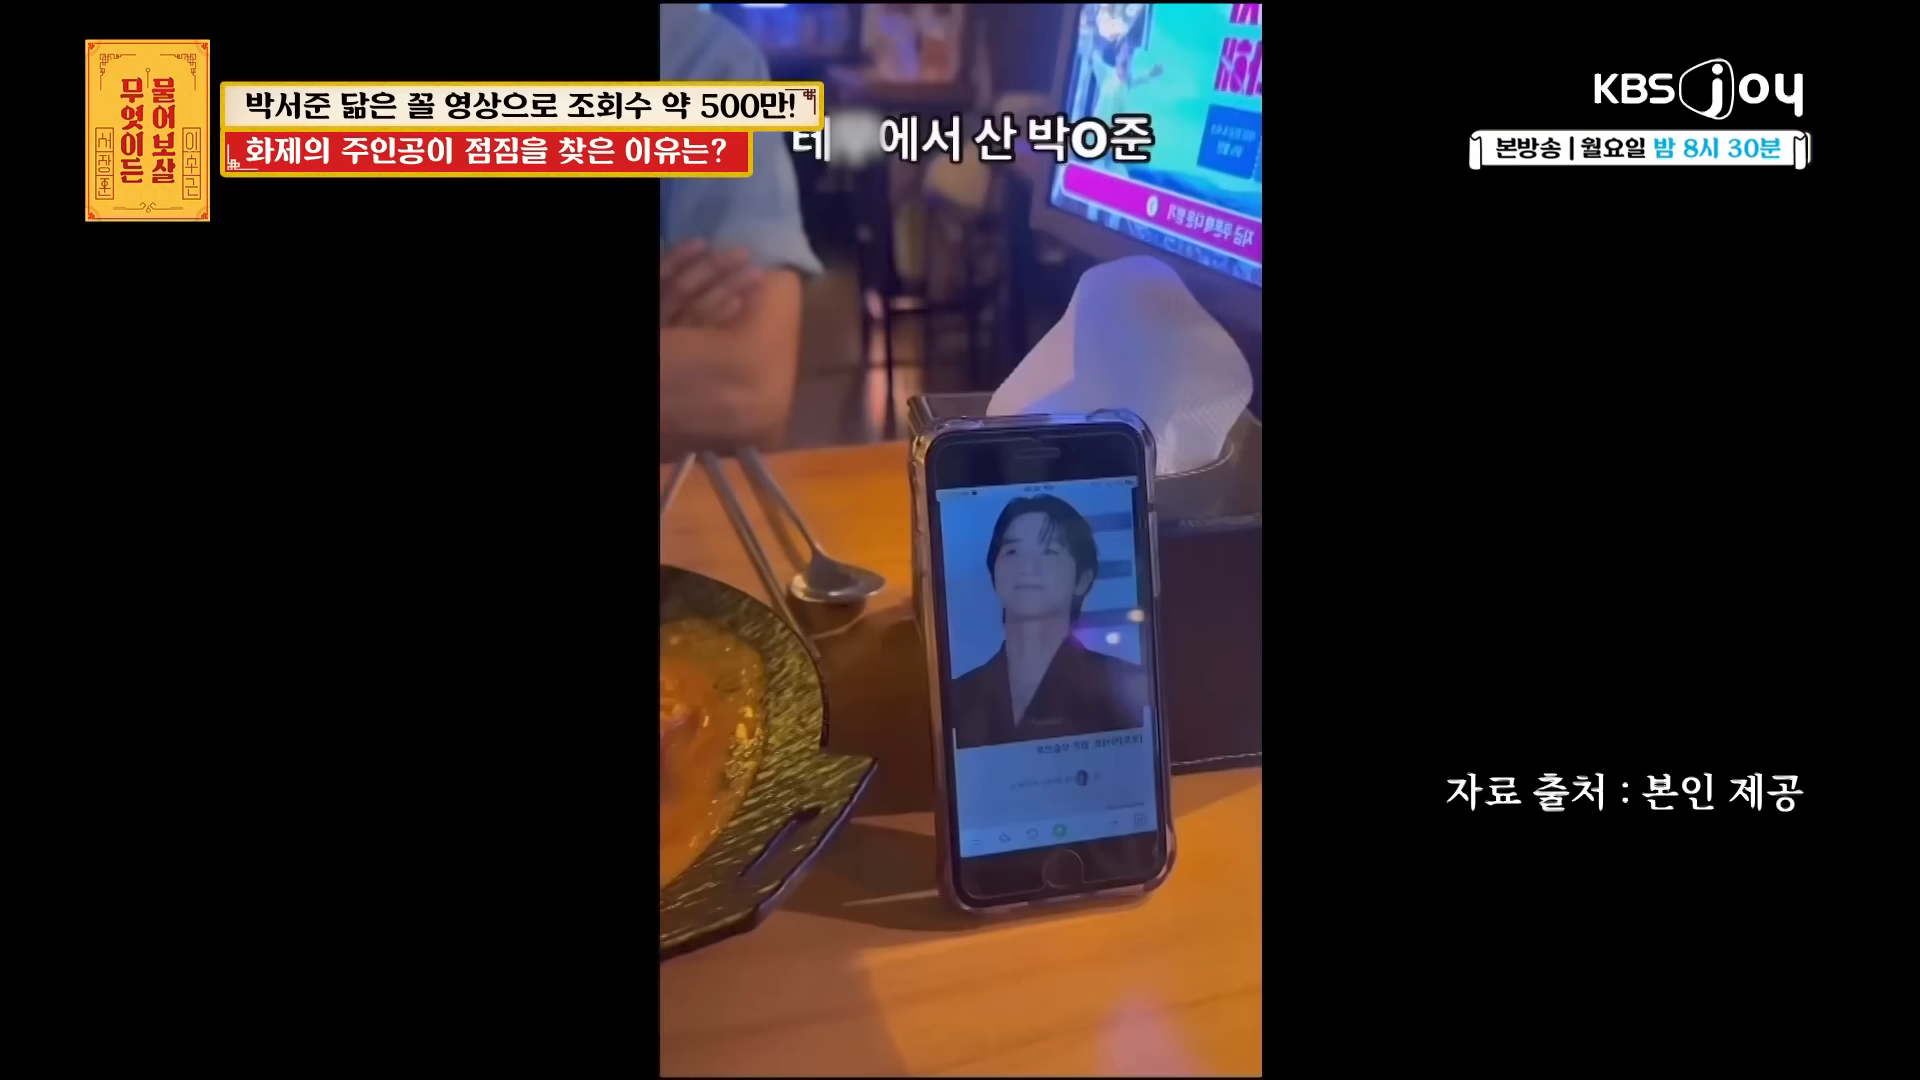 물어보살
무엇이든
이수근
서장훈
박서준 닮은 꼴 영상으로 조회수 약 500만!
화제의 주인공이 점짐을 찾은 이유는?
테 에서 산 박O준
KBS joy
본방송 | 월요일 밤 8시 30분
자료 출처 : 본인 제공